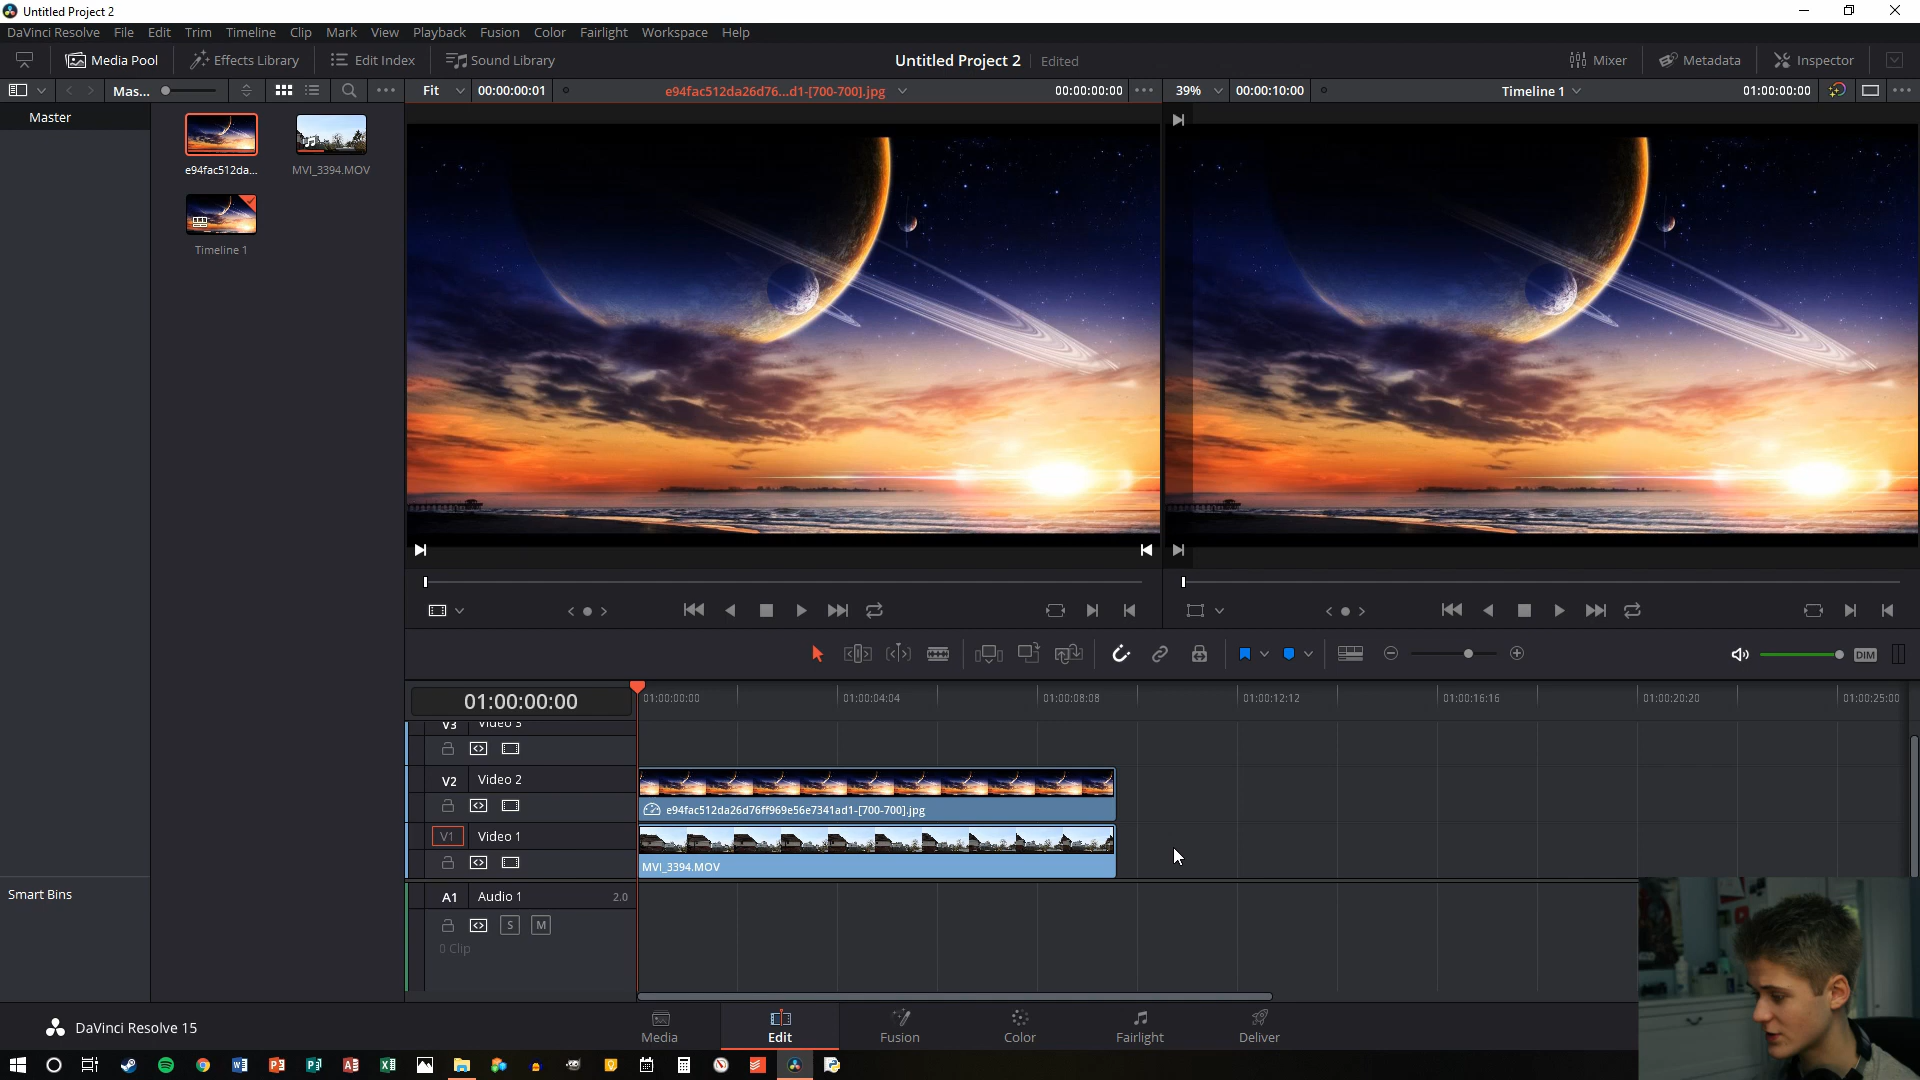 Untitled Project 2
DaVinci Resolve File Edit Trim Timeline Clip Mark View Playback Fusion Color Fairlight Workspace Help
Media Pool Effects Library Edit Index Sound Library Untitled Project 2 Edited Mixer Metadata Inspector
Mas... Fit 00:00:00:01 e94fac512da26d76...d1-[700-700].jpg 00:00:00:00 39% 00:00:10:00 Timeline 1 01:00:00:00
Master
e94fac512da... MVI_3394.MOV
Timeline 1
DIM
01:00:00:00 01:00:00:00 01:00:04:04 01:00:08:08 01:00:12:12 01:00:16:16 01:00:20:20 01:00:25:00
V3 Video 3
V2 Video 2
e94fac512da26d76ff969e56e7341ad1-[700-700].jpg
V1 Video 1
MVI_3394.MOV
Smart Bins
A1 Audio 1 2.0
S M
0 Clip
DaVinci Resolve 15
Media Edit Fusion Color Fairlight Deliver